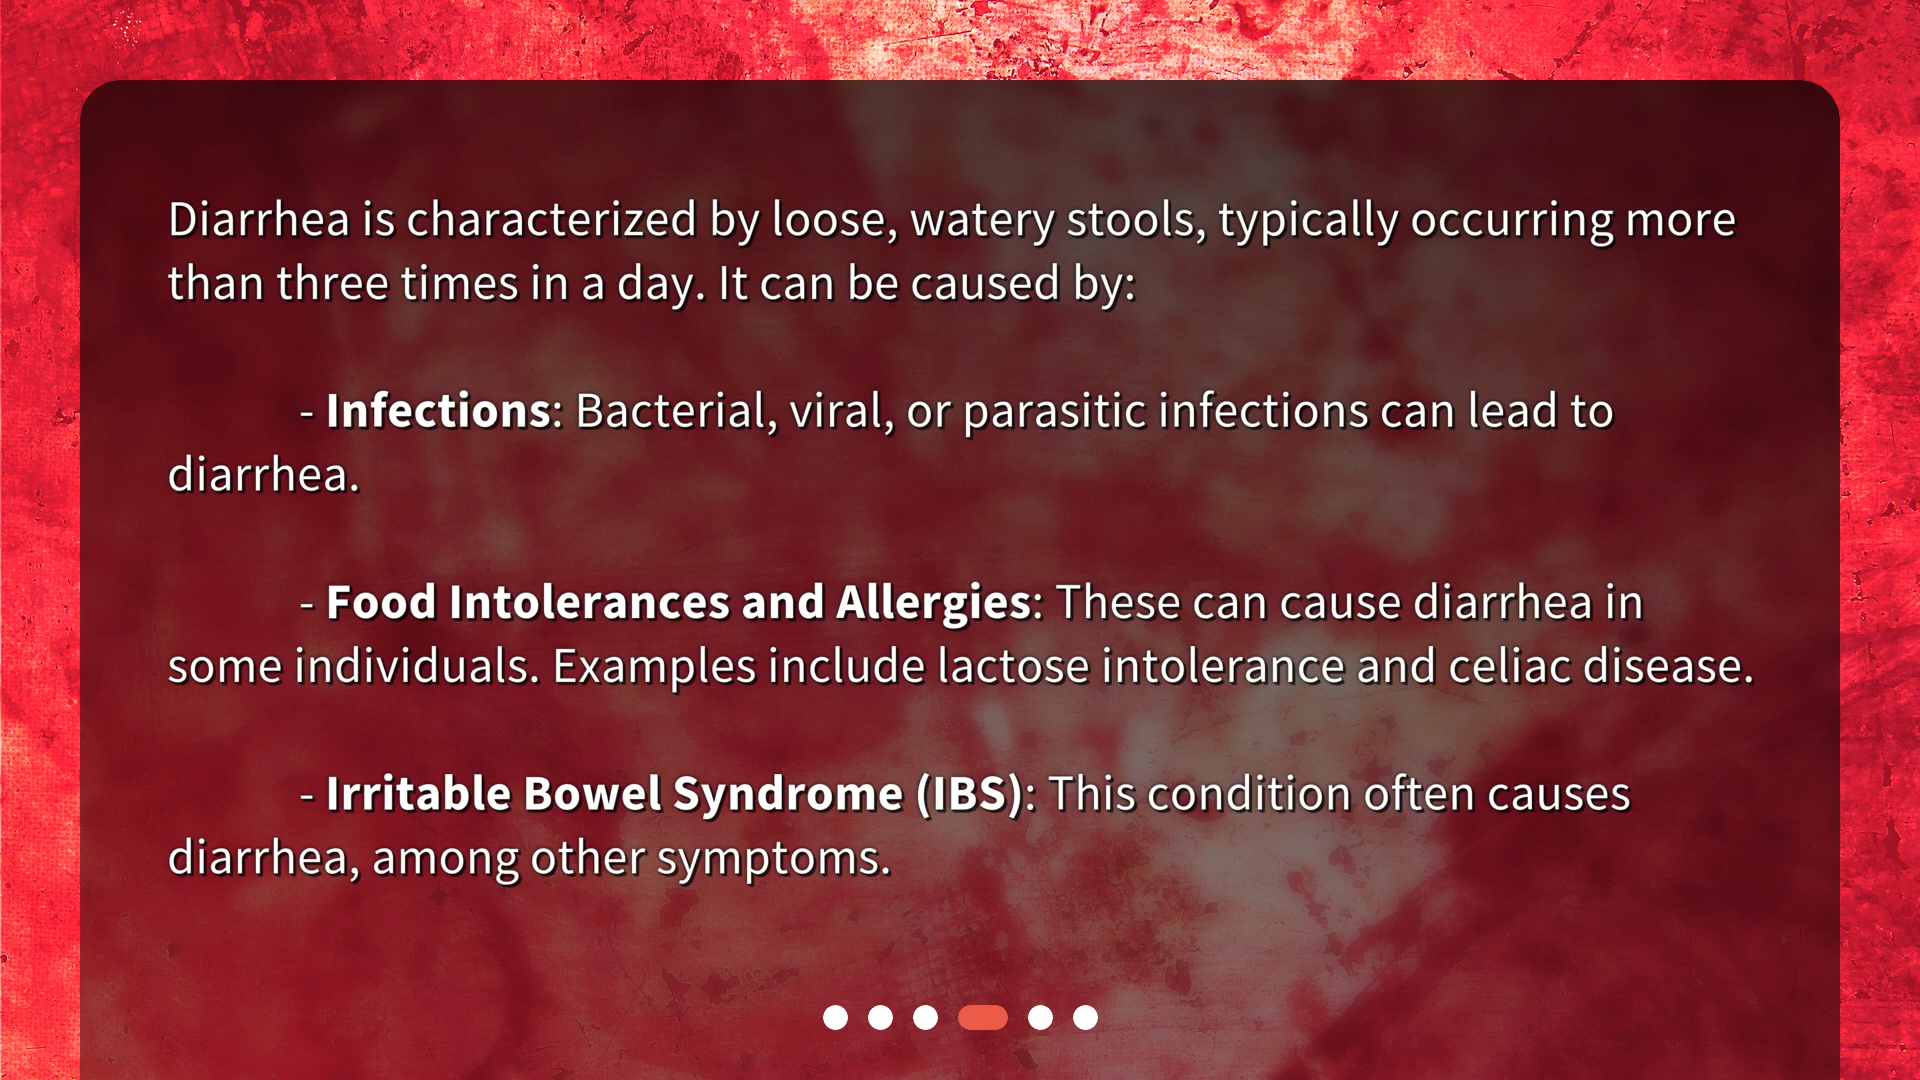 Diarrhea is characterized by loose, watery stools, typically occurring more
than three times in a day. It can be caused by:
- Infections: Bacterial, viral, or parasitic infections can lead to
diarrhea.
- Food Intolerances and Allergies: These can cause diarrhea in
some individuals. Examples include lactose intolerance and celiac disease.
- Irritable Bowel Syndrome (IBS): This condition often causes
diarrhea, among other symptoms.